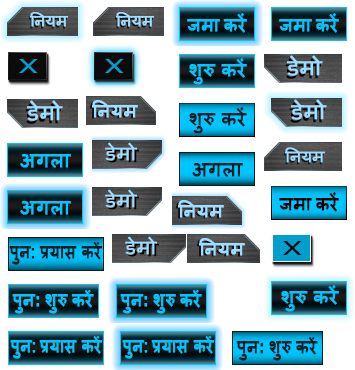 नियम नियम जमा करें जमा करें
X X शुरु करें डेमो
डेमो नियम शुरु करें डेमो
अगला डेमो अगला नियम
अगला डेमो नियम जमा करें
पुन: प्रयास करें डेमो नियम X
पुन: शुरु करें पुन: शुरु करें शुरु करें
पुन: प्रयास करें पुन: प्रयास करें पुन: शुरु करें